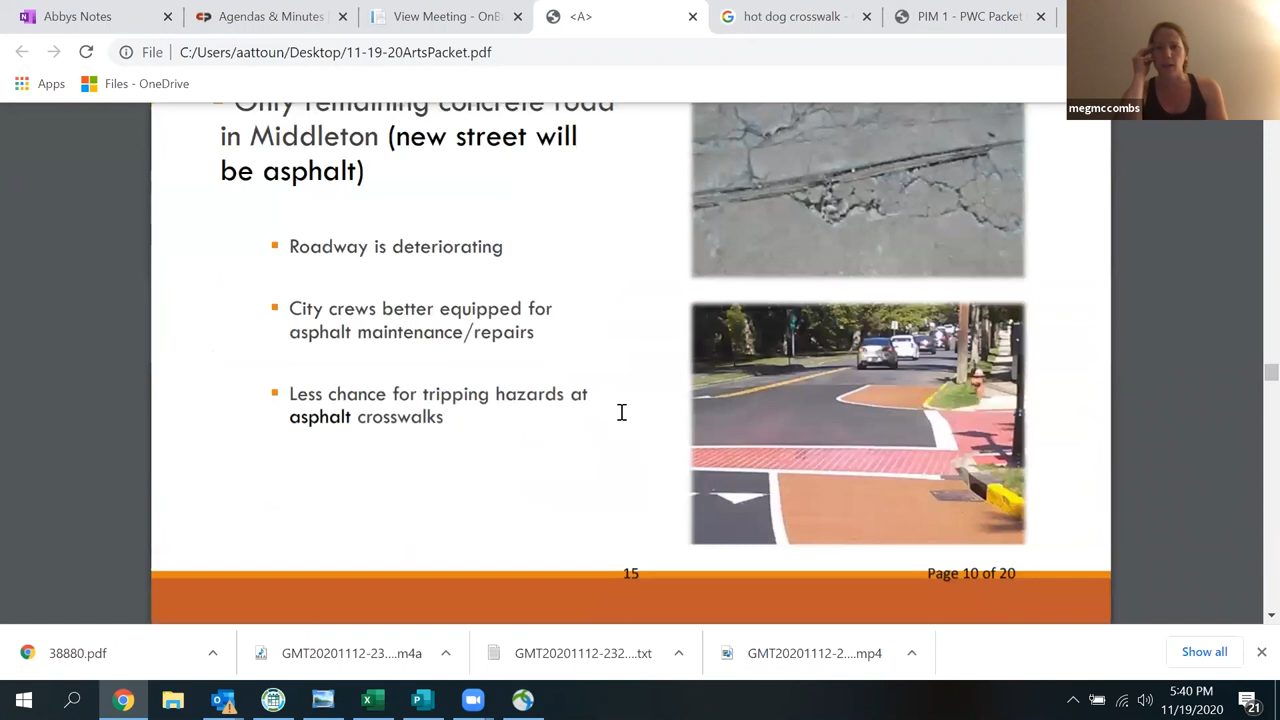 Abbys Notes
Agendas & Minutes
View Meeting - OnB
<A>
hot dog crosswalk -
PIM 1 - PWC Packet
File
C:/Users/aattoun/Desktop/11-19-20ArtsPacket.pdf
Apps
Files - OneDrive
megmccombs
Only remaining concrete road
in Middleton (new street will
be asphalt)
Roadway is deteriorating
City crews better equipped for
asphalt maintenance/repairs
Less chance for tripping hazards at
asphalt crosswalks
15
Page 10 of 20
38880.pdf
GMT20201112-23....m4a
GMT20201112-232....txt
GMT20201112-2....mp4
Show all
5:40 PM
11/19/2020
21